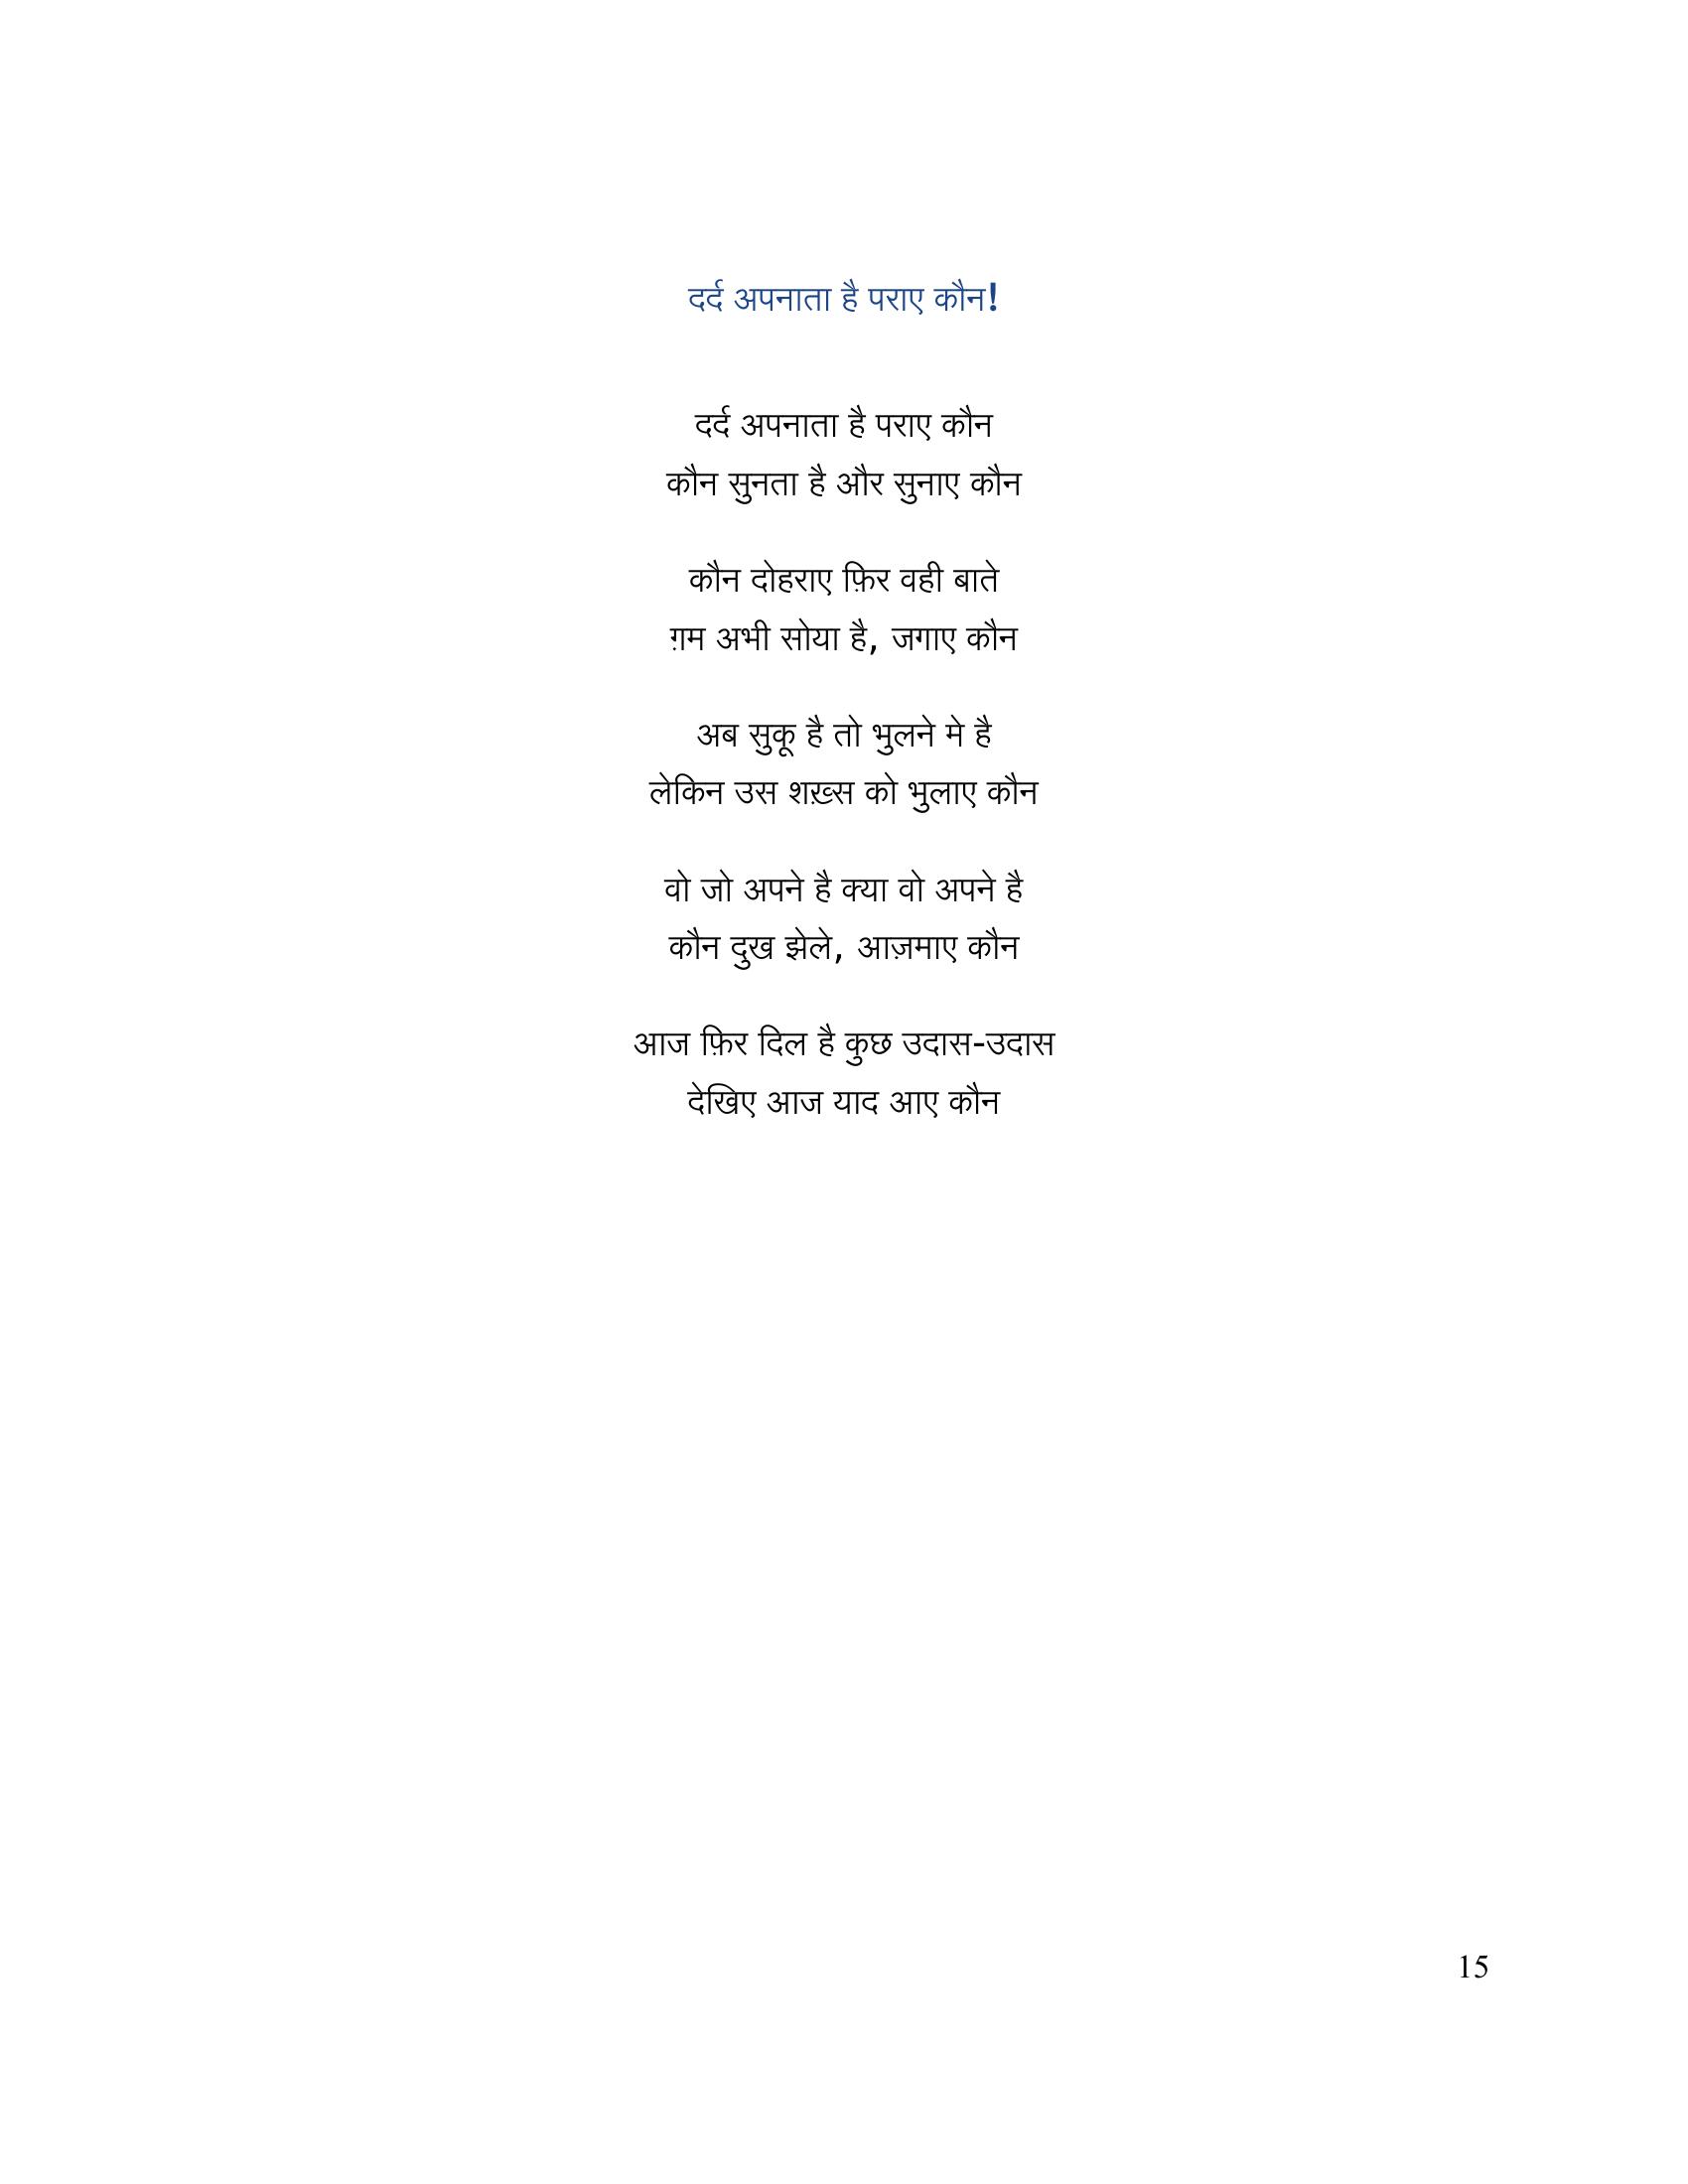 दर्द अपनाता है पराए कौन!
दर्द अपनाता है पराए कौन
कौन सुनता है और सुनाए कौन
कौन दोहराए फ़िर वही बाते
ग़म अभी सोया है, जगाए कौन
अब सुकू है तो भुलने मे है
लेकिन उस शख़्स को भुलाए कौन
वो जो अपने है क्या वो अपने है
कौन दुख झेले, आज़माए कौन
आज फ़िर दिल है कुछ उदास-उदास
देखिए आज याद आए कौन
15